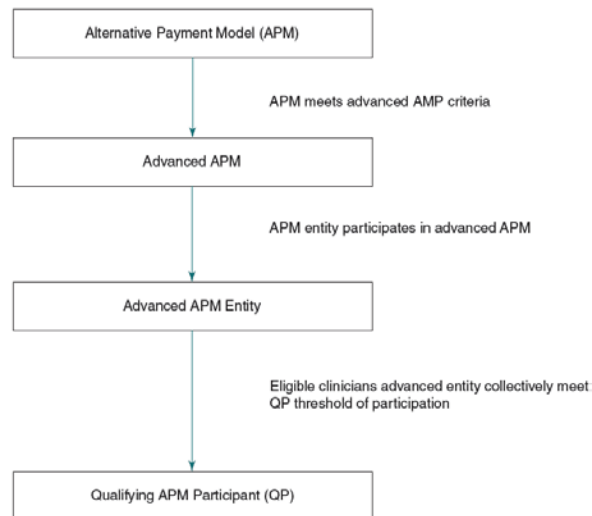 Alternative Payment Model (APM)
APM meets advanced AMP criteria
Advanced APM
APM entity participates in advanced APM
Advanced APM Entity
Eligible clinicians advanced entity collectively meet:
QP threshold of participation
Qualifying APM Participant (QP)